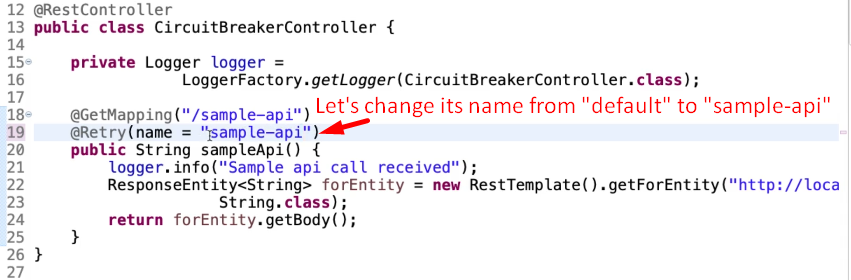 12 @RestController
13 public class CircuitBreakerController {
14
15 private Logger logger =
16 LoggerFactory.getLogger(CircuitBreakerController.class);
17
18 @GetMapping("/sample-api") Let's change its name from "default" to "sample-api"
19 @Retry(name = "sample-api")
20 public String sampleApi() {
21 logger.info("Sample api call received");
22 ResponseEntity<String> forEntity = new RestTemplate().getForEntity("http://loca
23 String.class);
24 return forEntity.getBody();
25 }
26 }
27